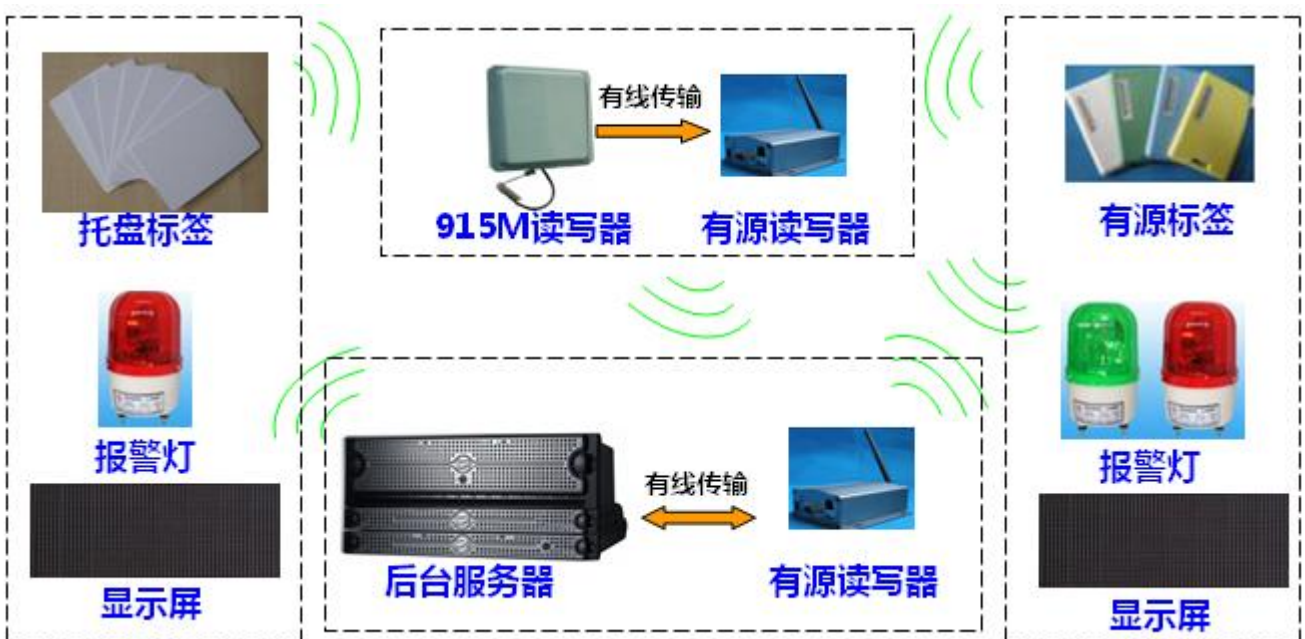 有线传输
托盘标签
915M读写器
有源读写器
有源标签
报警灯
报警灯
有线传输
后台服务器
有源读写器
显示屏
显示屏